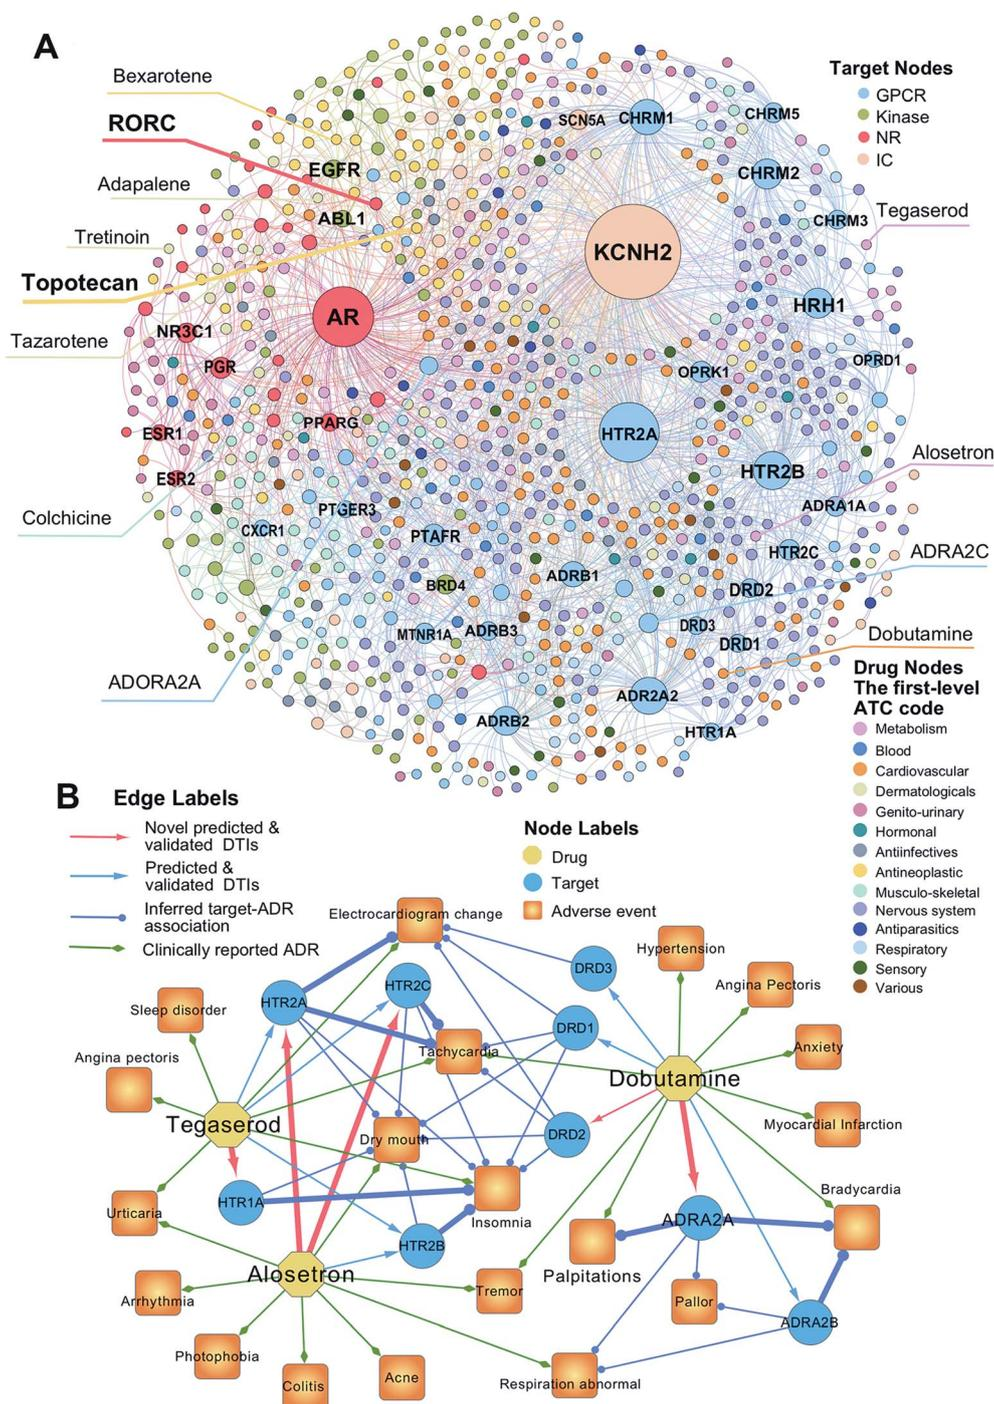 A
Bexarotene
RORC
Adapalene
Tretinoin
Topotecan
Tazarotene
Colchicine
ADORA2A
Target Nodes
GPCR
Kinase
NR
IC
Tegaserod
Alosetron
ADRA2C
Dobutamine
SCN5A
CHRM1
CHRM5
EGFR
CHRM2
ABL1
CHRM3
KCNH2
AR
HRH1
NR3C1
PGR
OPRK1
OPRD1
PPARG
ESR1
HTR2A
ESR2
HTR2B
PTGER3
ADRA1A
CXCR1
PTAFR
HTR2C
BRD4
ADRB1
DRD2
MTNR1A
ADRB3
DRD3
DRD1
ADR2A2
ADRB2
HTR1A
Drug Nodes
The first-level
ATC code
Metabolism
Blood
Cardiovascular
Dermatologicals
Genito-urinary
Hormonal
Antiinfectives
Antineoplastic
Musculo-skeletal
Nervous system
Antiparasitics
Respiratory
Sensory
Various
B
Edge Labels
Novel predicted &
validated DTIs
Predicted &
validated DTIs
Inferred target-ADR
association
Clinically reported ADR
Node Labels
Drug
Target
Adverse event
Electrocardiogram change
Hypertension
DRD3
Angina Pectoris
HTR2A
HTR2C
Sleep disorder
DRD1
Anxiety
Tachycardia
Angina pectoris
Dobutamine
Tegaserod
Dry mouth
DRD2
Myocardial Infarction
HTR1A
Insomnia
Bradycardia
Urticaria
ADRA2A
HTR2B
Alosetron
Palpitations
Arrhythmia
Tremor
Pallor
ADRA2B
Photophobia
Colitis
Acne
Respiration abnormal